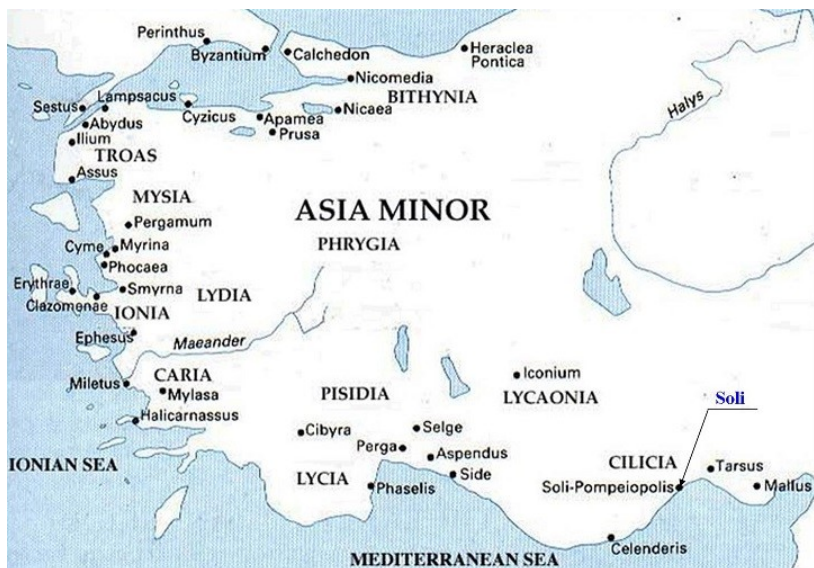 Perinthus
Byzantium
Calchedon
Heraclea
Pontica
Nicomedia
BITHYNIA
Sestus
Lampsacus
Cyzicus
Apamea
Nicaea
Halys
Abydus
Prusa
Ilium
TROAS
Assus
MYSIA
ASIA MINOR
Pergamum
PHRYGIA
Cyme
Myrina
Phocaea
Erythrae
Smyrna
LYDIA
Clazomenae
IONIA
Ephesus
Maeander
Miletus
CARIA
Mylasa
PISIDIA
Iconium
LYCAONIA
Soli
Halicarnassus
Cibyra
Selge
Perga
Aspendus
IONIAN SEA
LYCIA
Side
CILICIA
Tarsus
Phaselis
Soli-Pompeiopolis
Mallus
Celenderis
MEDITERRANEAN SEA